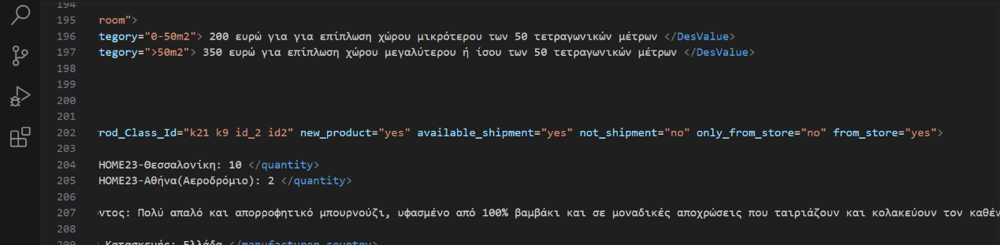 194
195 room">
196 tegory="0-50m2"> 200 ευρώ για για επίπλωση χώρου μικρότερου των 50 τετραγωνικών μέτρων </DesValue>
197 tegory=">50m2"> 350 ευρώ για επίπλωση χώρου μεγαλύτερου ή ίσου των 50 τετραγωνικών μέτρων </DesValue>
198
199
200
201
202 rod_Class_Id="k21 k9 id_2 id2" new_product="yes" available_shipment="yes" not_shipment="no" only_from_store="no" from_store="yes">
203
204 HOME23-Θεσσαλονίκη: 10 </quantity>
205 HOME23-Αθήνα(Αεροδρόμιο): 2 </quantity>
206
207 οντος: Πολύ απαλό και απορροφητικό μπουρνούζι, υφασμένο από 100% βαμβάκι και σε μοναδικές αποχρώσεις που ταιριάζουν και κολακεύουν τον καθέν
208
209 Κατασκευής: Ελλάδα </manufacturer_country>